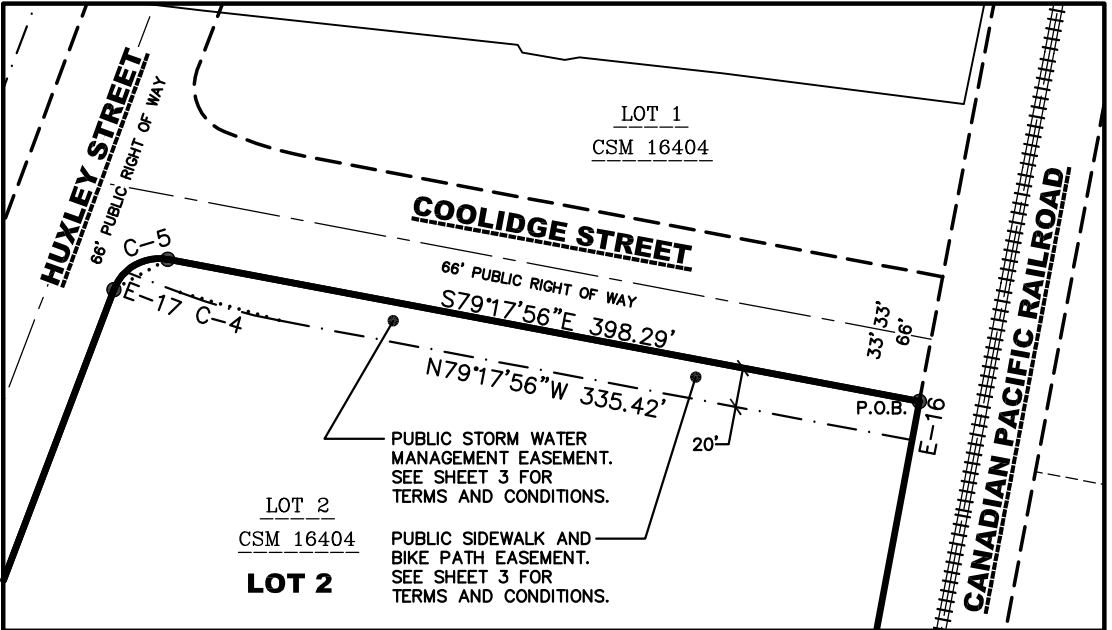 LOT 1
CSM 16404
HUXLEY STREET
66' PUBLIC RIGHT OF WAY
COOLIDGE STREET
66' PUBLIC RIGHT OF WAY
C-5
E-17
C-4
S79°17'56"E 398.29'
N79°17'56"W 335.42'
33'
33'
66'
20'
P.O.B.
E-16
CANADIAN PACIFIC RAILROAD
PUBLIC STORM WATER
MANAGEMENT EASEMENT.
SEE SHEET 3 FOR
TERMS AND CONDITIONS.
LOT 2
CSM 16404
LOT 2
PUBLIC SIDEWALK AND
BIKE PATH EASEMENT.
SEE SHEET 3 FOR
TERMS AND CONDITIONS.